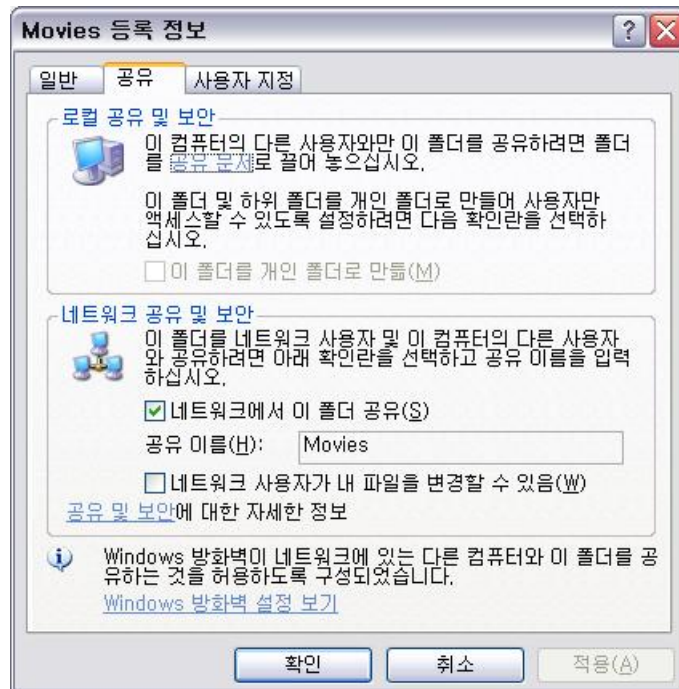 Movies 등록 정보
일반
공유
사용자 지정
로컬 공유 및 보안
이 컴퓨터의 다른 사용자와만 이 폴더를 공유하려면 폴더
를 공유 문제로 끌어 놓으십시오.
이 폴더 및 하위 폴더를 개인 폴더로 만들어 사용자만
액세스할 수 있도록 설정하려면 다음 확인란을 선택하
십시오.
이 폴더를 개인 폴더로 만듦(M)
네트워크 공유 및 보안
이 폴더를 네트워크 사용자 및 이 컴퓨터의 다른 사용자
와 공유하려면 아래 확인란을 선택하고 공유 이름을 입력
하십시오.
네트워크에서 이 폴더 공유(S)
공유 이름(H): Movies
네트워크 사용자가 내 파일을 변경할 수 있음(W)
공유 및 보안에 대한 자세한 정보
Windows 방화벽이 네트워크에 있는 다른 컴퓨터와 이 폴더를 공
유하는 것을 허용하도록 구성되었습니다.
Windows 방화벽 설정 보기
확인
취소
적용(A)